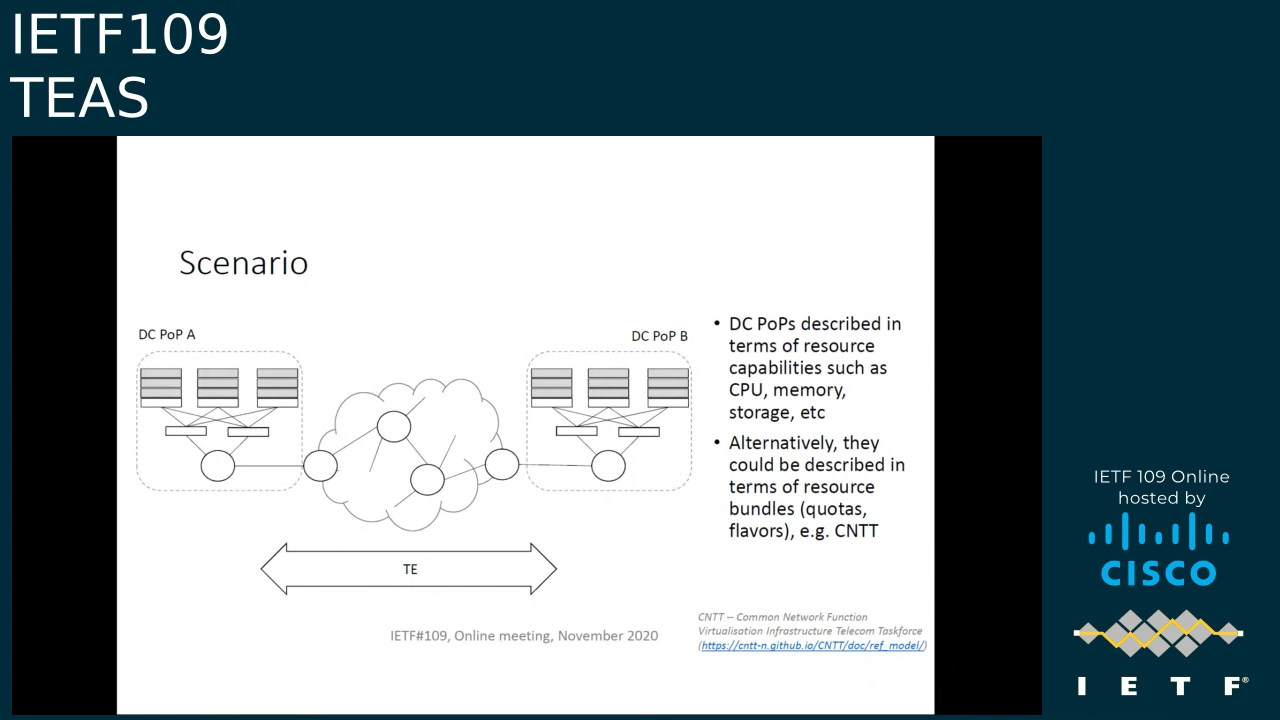 IETF109
TEAS
Scenario
DC PoP A
DC PoP B
TE
• DC PoPs described in
terms of resource
capabilities such as
CPU, memory,
storage, etc
• Alternatively, they
could be described in
terms of resource
bundles (quotas,
flavors), e.g. CNTT
IETF#109, Online meeting, November 2020
CNTT -- Common Network Function
Virtualisation Infrastructure Telecom Taskforce
(https://cntt-n.github.io/CNTT/doc/ref_model/)
IETF 109 Online
hosted by
CISCO
I E T F®